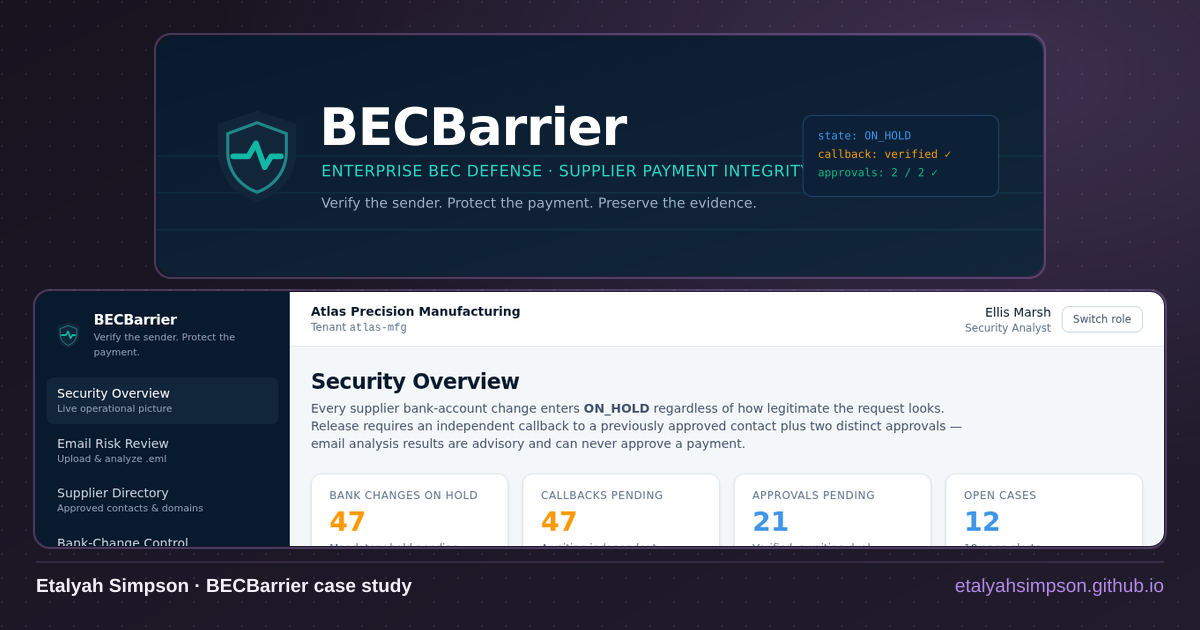 BECBarrier
ENTERPRISE BEC DEFENSE · SUPPLIER PAYMENT INTEGRITY
Verify the sender. Protect the payment. Preserve the evidence.
state: ON_HOLD
callback: verified ✓
approvals: 2 / 2 ✓
BECBarrier
Verify the sender. Protect the
payment.
Security Overview
Live operational picture
Email Risk Review
Upload & analyze .eml
Supplier Directory
Approved contacts & domains
Bank-Change Control
Atlas Precision Manufacturing
Tenant atlas-mfg
Ellis Marsh
Security Analyst
Switch role
Security Overview
Every supplier bank-account change enters ON_HOLD regardless of how legitimate the request looks.
Release requires an independent callback to a previously approved contact plus two distinct approvals —
email analysis results are advisory and can never approve a payment.
BANK CHANGES ON HOLD
47
CALLBACKS PENDING
47
APPROVALS PENDING
21
OPEN CASES
12
Etalyah Simpson · BECBarrier case study
etalyahsimpson.github.io